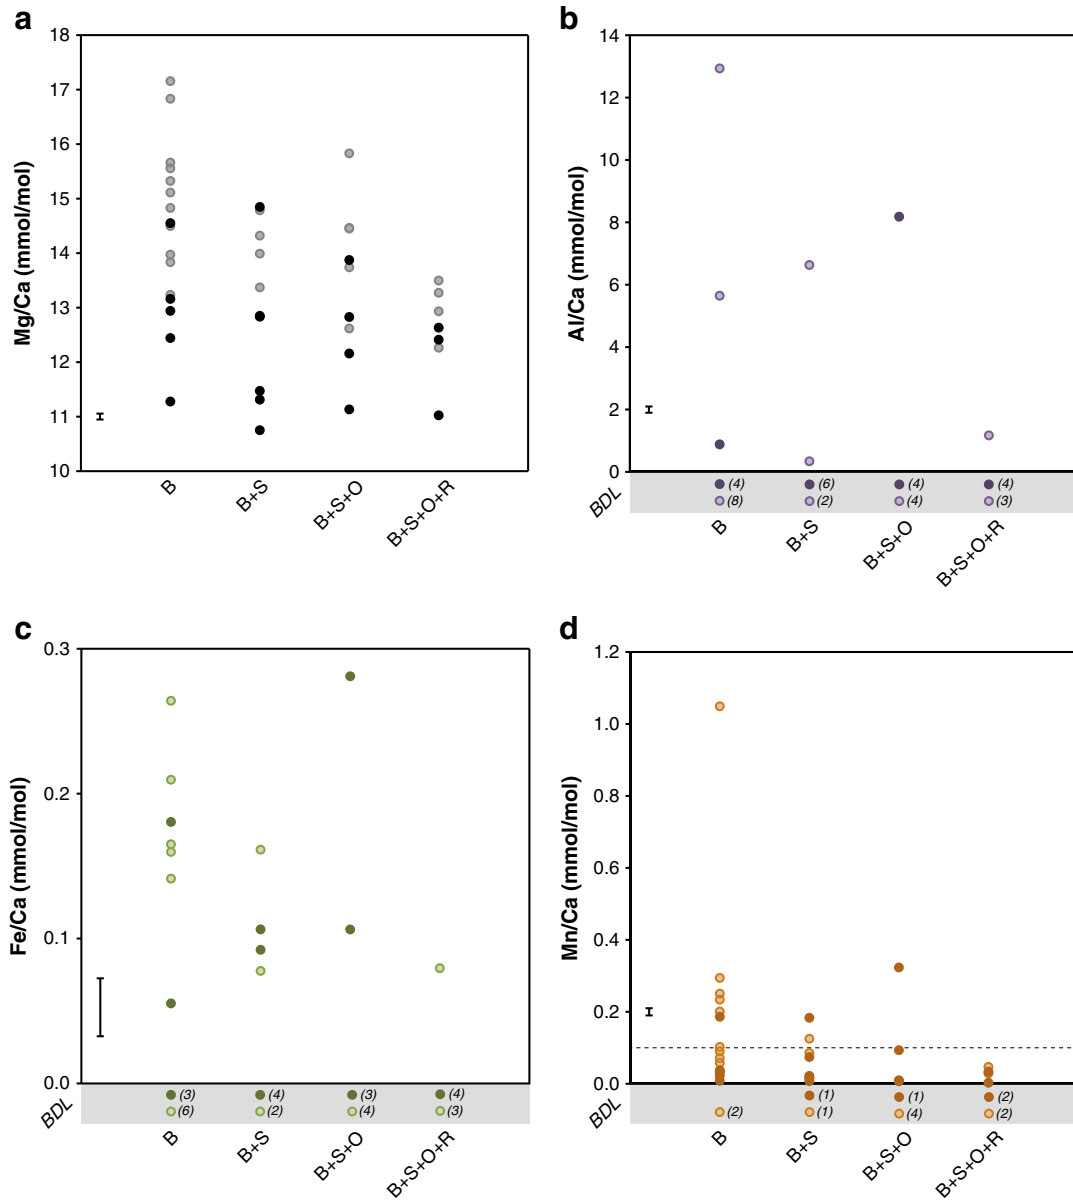 a
18
17
16
15
14
13
12
11
10
Mg/Ca (mmol/mol)
B
B+S
B+S+O
B+S+O+R
b
14
12
10
8
6
4
2
0
Al/Ca (mmol/mol)
BDL
(4) (6) (4) (4)
(8) (2) (4) (3)
B
B+S
B+S+O
B+S+O+R
c
0.3
0.2
0.1
0.0
Fe/Ca (mmol/mol)
BDL
(3) (4) (3) (4)
(6) (2) (4) (3)
B
B+S
B+S+O
B+S+O+R
d
1.2
1.0
0.8
0.6
0.4
0.2
0.0
Mn/Ca (mmol/mol)
BDL
(1) (1) (2)
(2) (1) (4) (2)
B
B+S
B+S+O
B+S+O+R